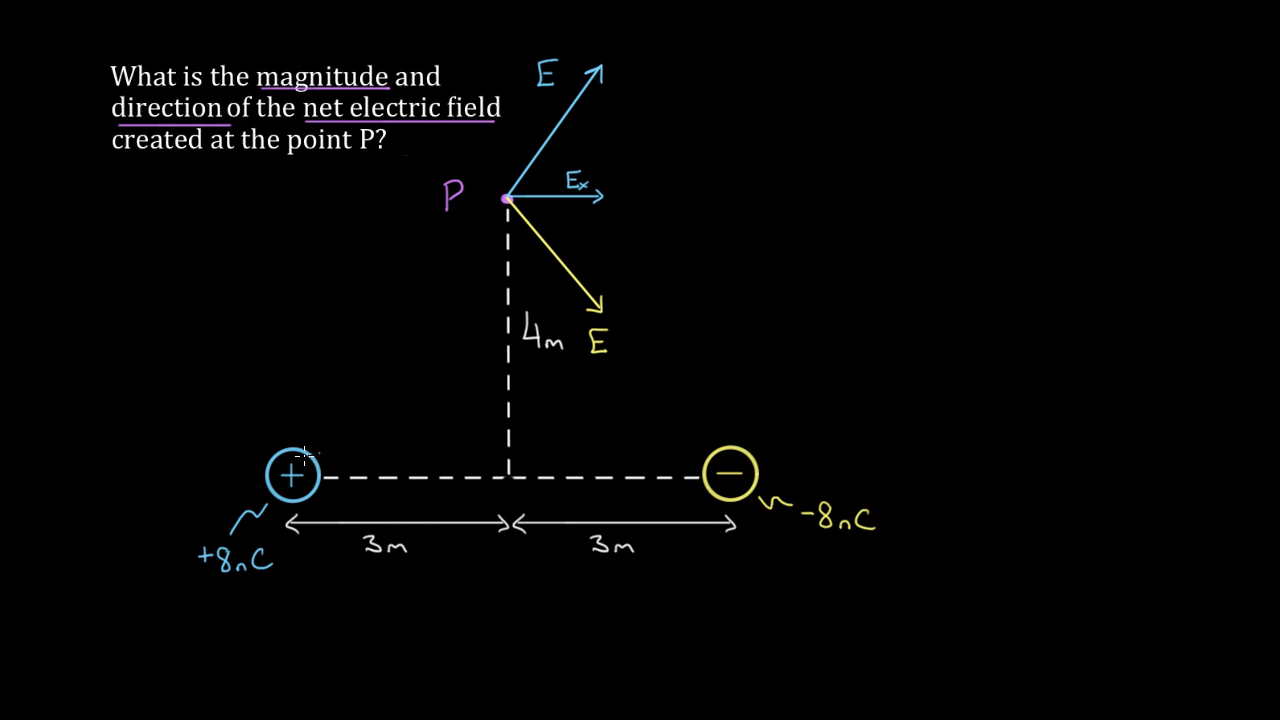 What is the magnitude and
direction of the net electric field
created at the point P?
E
Ex
P
4m
E
+
−
-8nC
3m
3m
+8nC